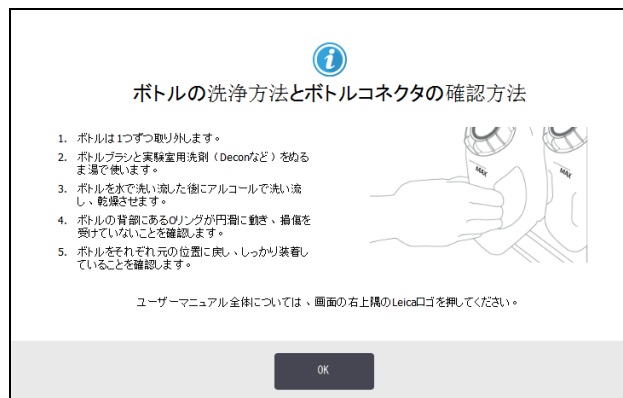 ボトルの洗浄方法とボトルコネクタの確認方法
1. ボトルは1つずつ取り外します。
2. ボトルブラシと実験室用洗剤（Deconなど）をぬる
ま湯で使います。
3. ボトルを水で洗い流した後にアルコールで洗い流
し、乾燥させます。
4. ボトルの背部にあるOリングが円滑に動き、損傷を
受けていないことを確認します。
5. ボトルをそれぞれ元の位置に戻し、しっかり装着し
ていることを確認します。
MAX
MAX
ユーザーマニュアル全体については、画面の右上隅のLeicaロゴを押してください。
OK